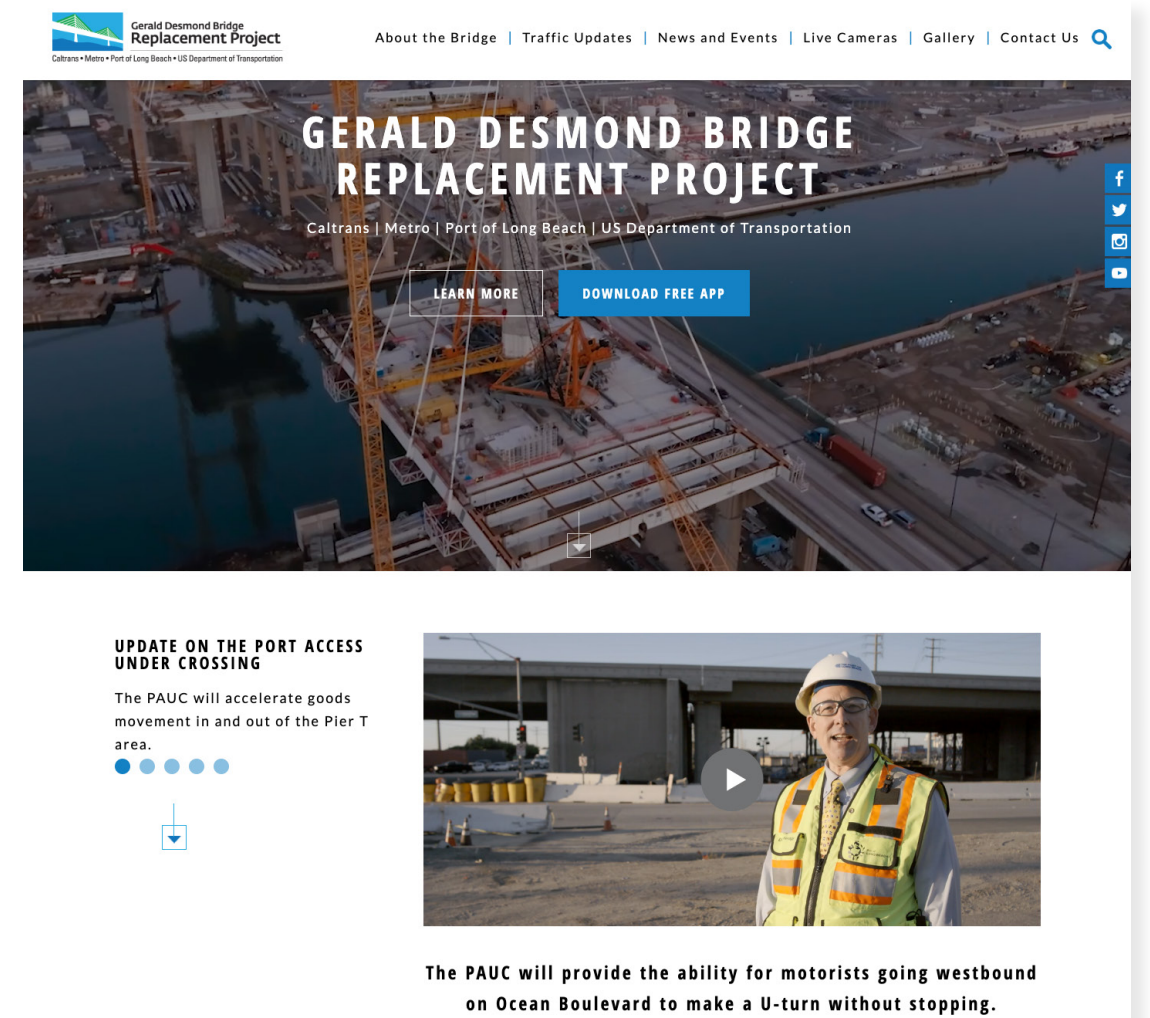 Gerald Desmond Bridge
Replacement Project
Caltrans • Metro • Port of Long Beach • US Department of Transportation
About the Bridge | Traffic Updates | News and Events | Live Cameras | Gallery | Contact Us
GERALD DESMOND BRIDGE
REPLACEMENT PROJECT
Caltrans | Metro | Port of Long Beach | US Department of Transportation
LEARN MORE
DOWNLOAD FREE APP
UPDATE ON THE PORT ACCESS
UNDER CROSSING
The PAUC will accelerate goods
movement in and out of the Pier T
area.
The PAUC will provide the ability for motorists going westbound
on Ocean Boulevard to make a U-turn without stopping.